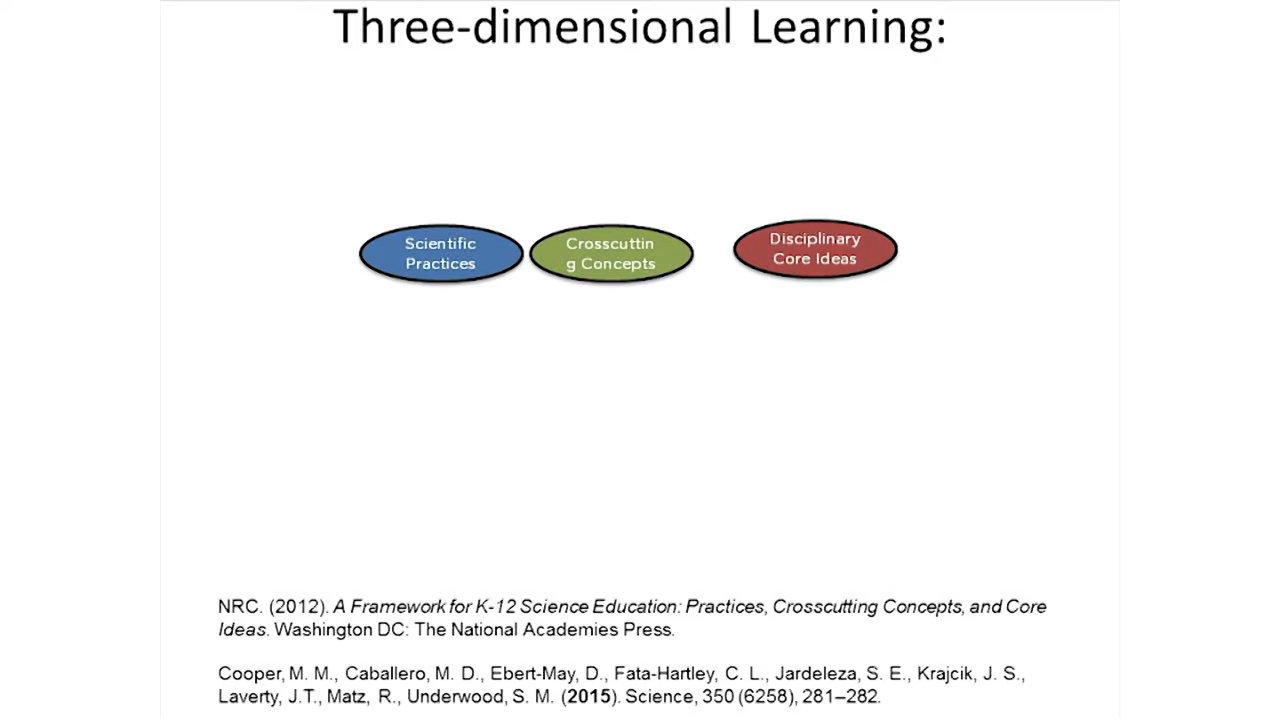 Three-dimensional Learning:
Scientific
Practices
Crosscuttin
g Concepts
Disciplinary
Core Ideas
NRC. (2012). A Framework for K-12 Science Education: Practices, Crosscutting Concepts, and Core
Ideas. Washington DC: The National Academies Press.
Cooper, M. M., Caballero, M. D., Ebert-May, D., Fata-Hartley, C. L., Jardeleza, S. E., Krajcik, J. S.,
Laverty, J.T., Matz, R., Underwood, S. M. (2015). Science, 350 (6258), 281–282.